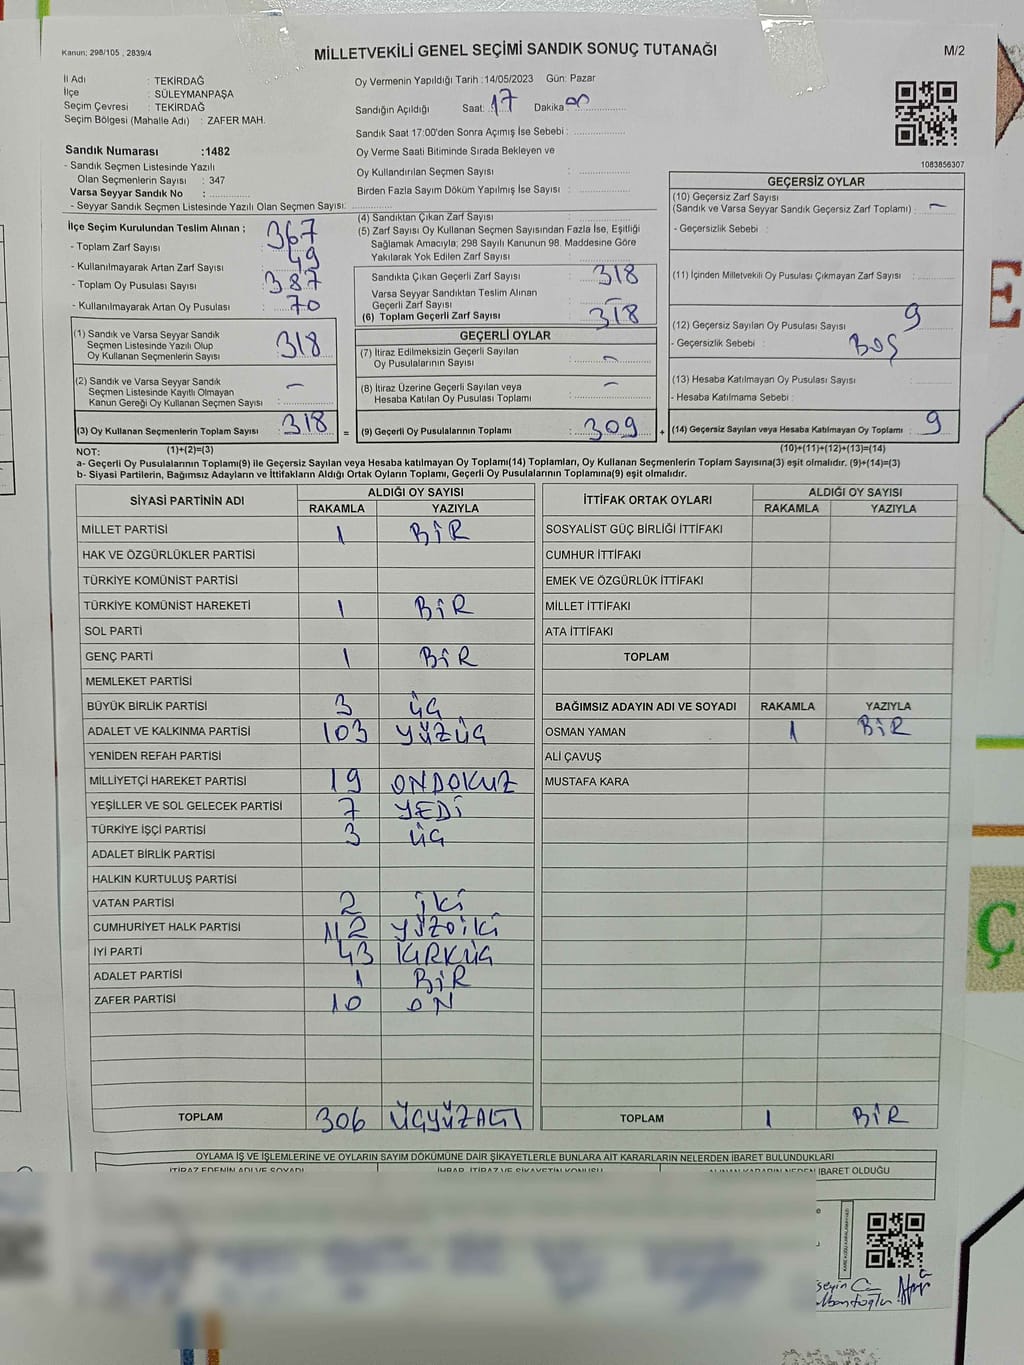 Kanun; 298/105 , 2839/4
MİLLETVEKİLİ GENEL SEÇİMİ SANDIK SONUÇ TUTANAĞI
M/2
İl Adı : TEKİRDAĞ
İlçe : SÜLEYMANPAŞA
Seçim Çevresi : TEKİRDAĞ
Seçim Bölgesi (Mahalle Adı) : ZAFER MAH.
Sandık Numarası :1482
- Sandık Seçmen Listesinde Yazılı
Olan Seçmenlerin Sayısı : 347
Varsa Seyyar Sandık No :
- Seyyar Sandık Seçmen Listesinde Yazılı Olan Seçmen Sayısı:
Oy Vermenin Yapıldığı Tarih :14/05/2023 Gün: Pazar
Sandığın Açıldığı Saat: 17 Dakika 00
Sandık Saat 17:00'den Sonra Açımış İse Sebebi :
Oy Verme Saati Bitiminde Sırada Bekleyen ve
Oy Kullandırılan Seçmen Sayısı :
Birden Fazla Sayım Döküm Yapılmış İse Sayısı :
1083856307
İlçe Seçim Kurulundan Teslim Alınan ;
- Toplam Zarf Sayısı : 367
- Kullanılmayarak Artan Zarf Sayısı : 49
- Toplam Oy Pusulası Sayısı : 387
- Kullanılmayarak Artan Oy Pusulası : 70
(1) Sandık ve Varsa Seyyar Sandık
Seçmen Listesinde Yazılı Olup
Oy Kullanan Seçmenlerin Sayısı : 318
(2) Sandık ve Varsa Seyyar Sandık
Seçmen Listesinde Kayıtlı Olmayan
Kanun Gereği Oy Kullanan Seçmen Sayısı : -
(3) Oy Kullanan Seçmenlerin Toplam Sayısı : 318
(4) Sandıktan Çıkan Zarf Sayısı :
(5) Zarf Sayısı Oy Kullanan Seçmen Sayısından Fazla İse, Eşitliği
Sağlamak Amacıyla; 298 Sayılı Kanunun 98. Maddesine Göre
Yakılarak Yok Edilen Zarf Sayısı :
Sandıkta Çıkan Geçerli Zarf Sayısı : 318
Varsa Seyyar Sandıktan Teslim Alınan
Geçerli Zarf Sayısı : -
(6) Toplam Geçerli Zarf Sayısı : 318
GEÇERLİ OYLAR
(7) İtiraz Edilmeksizin Geçerli Sayılan
Oy Pusulalarının Sayısı : -
(8) İtiraz Üzerine Geçerli Sayılan veya
Hesaba Katılan Oy Pusulası Toplamı : -
= (9) Geçerli Oy Pusulalarının Toplamı : 309
GEÇERSİZ OYLAR
(10) Geçersiz Zarf Sayısı
(Sandık ve Varsa Seyyar Sandık Geçersiz Zarf Toplamı) : -
- Geçersizlik Sebebi :
(11) İçinden Milletvekili Oy Pusulası Çıkmayan Zarf Sayısı :
(12) Geçersiz Sayılan Oy Pusulası Sayısı : 9
- Geçersizlik Sebebi : BOŞ
(13) Hesaba Katılmayan Oy Pusulası Sayısı :
- Hesaba Katılmama Sebebi :
+ (14) Geçersiz Sayılan veya Hesaba Katılmayan Oy Toplamı : 9
NOT: (1)+(2)=(3) (10)+(11)+(12)+(13)=(14)
a- Geçerli Oy Pusulalarının Toplamı(9) ile Geçersiz Sayılan veya Hesaba katılmayan Oy Toplam(14) Toplamları, Oy Kullanan Seçmenlerin Toplam Sayısına(3) eşit olmalıdır. (9)+(14)=(3)
b- Siyasi Partilerin, Bağımsız Adayların ve İttifakların Aldığı Ortak Oyların Toplamı, Geçerli Oy Pusulalarının Toplamına(9) eşit olmalıdır.
SİYASİ PARTİNİN ADI ALDIĞI OY SAYISI
RAKAMLA YAZIYLA
MİLLET PARTİSİ 1 BİR
HAK VE ÖZGÜRLÜKLER PARTİSİ
TÜRKİYE KOMÜNİST PARTİSİ
TÜRKİYE KOMÜNİST HAREKETİ 1 BİR
SOL PARTİ
GENÇ PARTİ 1 BİR
MEMLEKET PARTİSİ
BÜYÜK BİRLİK PARTİSİ 3 ÜÇ
ADALET VE KALKINMA PARTİSİ 103 YÜZÜÇ
YENİDEN REFAH PARTİSİ
MİLLİYETÇİ HAREKET PARTİSİ 19 ONDOKUZ
YEŞİLLER VE SOL GELECEK PARTİSİ 7 YEDİ
TÜRKİYE İŞÇİ PARTİSİ 3 ÜÇ
ADALET BİRLİK PARTİSİ
HALKIN KURTULUŞ PARTİSİ
VATAN PARTİSİ 2 İKİ
CUMHURİYET HALK PARTİSİ 112 YÜZOİKİ
İYİ PARTİ 43 KIRKÜÇ
ADALET PARTİSİ 1 BİR
ZAFER PARTİSİ 10 ON
TOPLAM 306 ÜÇYÜZALTI
İTTİFAK ORTAK OYLARI ALDIĞI OY SAYISI
RAKAMLA YAZIYLA
SOSYALİST GÜÇ BİRLİĞİ İTTİFAKI
CUMHUR İTTİFAKI
EMEK VE ÖZGÜRLÜK İTTİFAKI
MİLLET İTTİFAKI
ATA İTTİFAKI
TOPLAM
BAĞIMSIZ ADAYIN ADI VE SOYADI RAKAMLA YAZIYLA
OSMAN YAMAN 1 BİR
ALİ ÇAVUŞ
MUSTAFA KARA
TOPLAM 1 BİR
OYLAMA İŞ VE İŞLEMLERİNE VE OYLARIN SAYIM DÖKÜMÜNE DAİR ŞİKAYETLERLE BUNLARA AİT KARARLARIN NELERDEN İBARET BULUNDUKLARI
İTİRAZ EDENİN ADI VE SOYADI İHBAR, İTİRAZ VE ŞİKAYETİN KONUSU ALINAN KARARIN NEDEN İBARET OLDUĞU
E
Ç